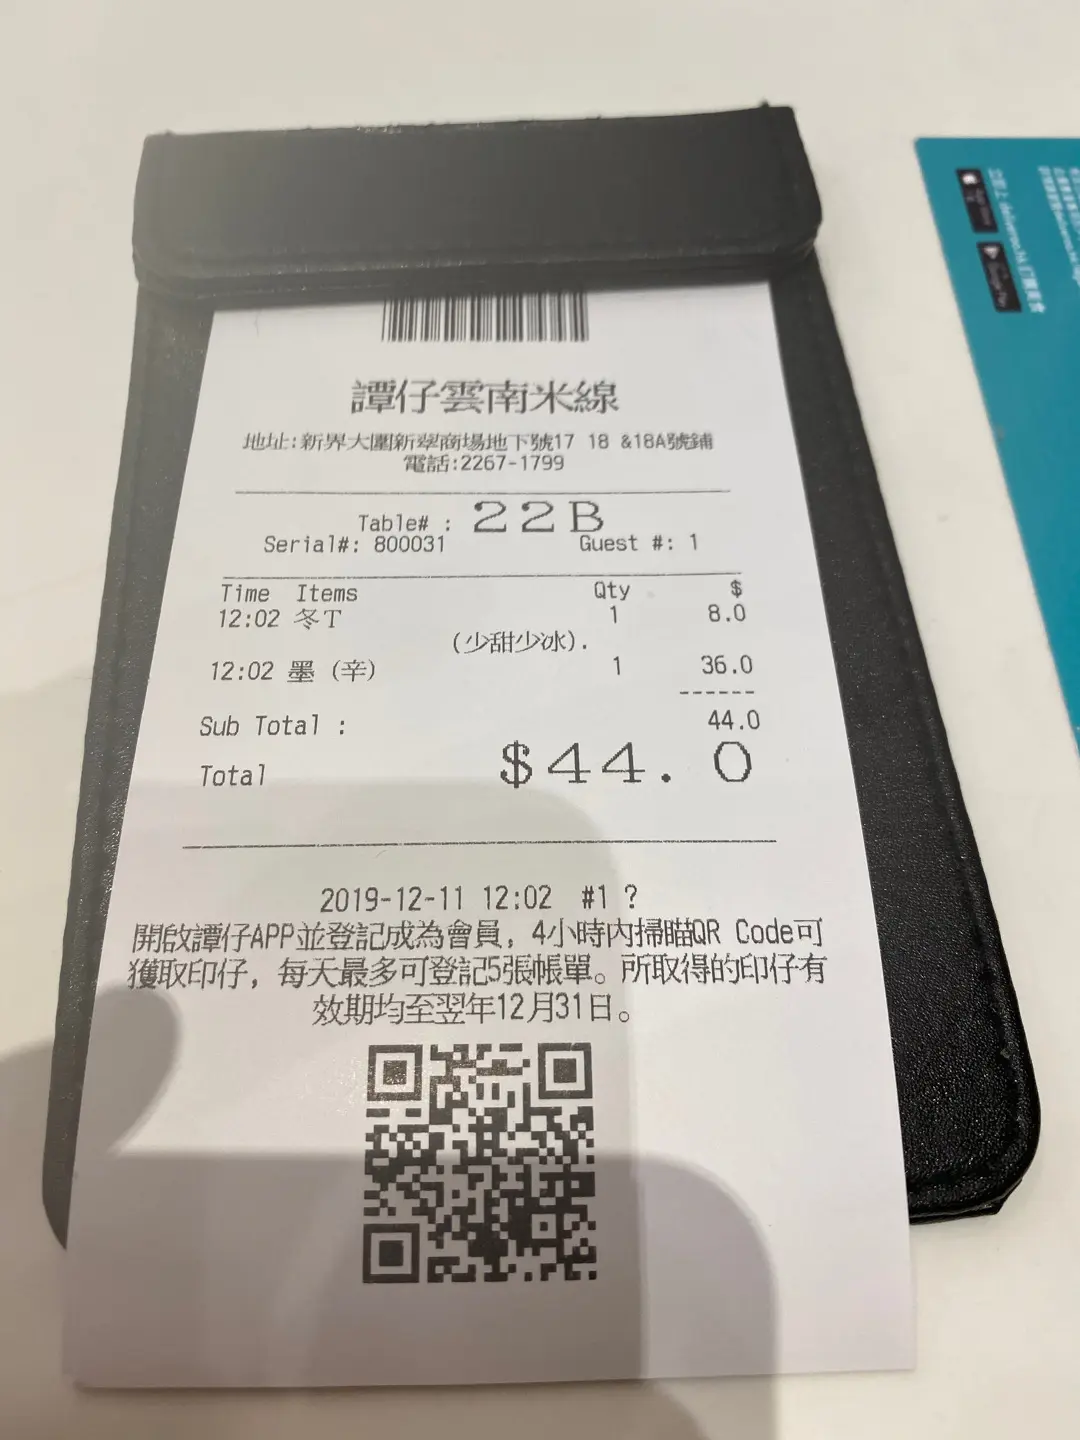 譚仔雲南米線
地址:新界大圍新翠商場地下號17 18 &18A號鋪
電話:2267-1799
Table# : 22B
Serial#: 800031 Guest #: 1
Time Items Qty $
12:02 冬T 1 8.0
(少甜少冰).
12:02 墨 (辛) 1 36.0
------
Sub Total : 44.0
Total $44.0
2019-12-11 12:02 #1 ?
開啟譚仔APP並登記成為會員, 4小時內掃瞄QR Code可
獲取印仔, 每天最多可登記5張帳單。所取得的印仔有
效期均至翌年12月31日。